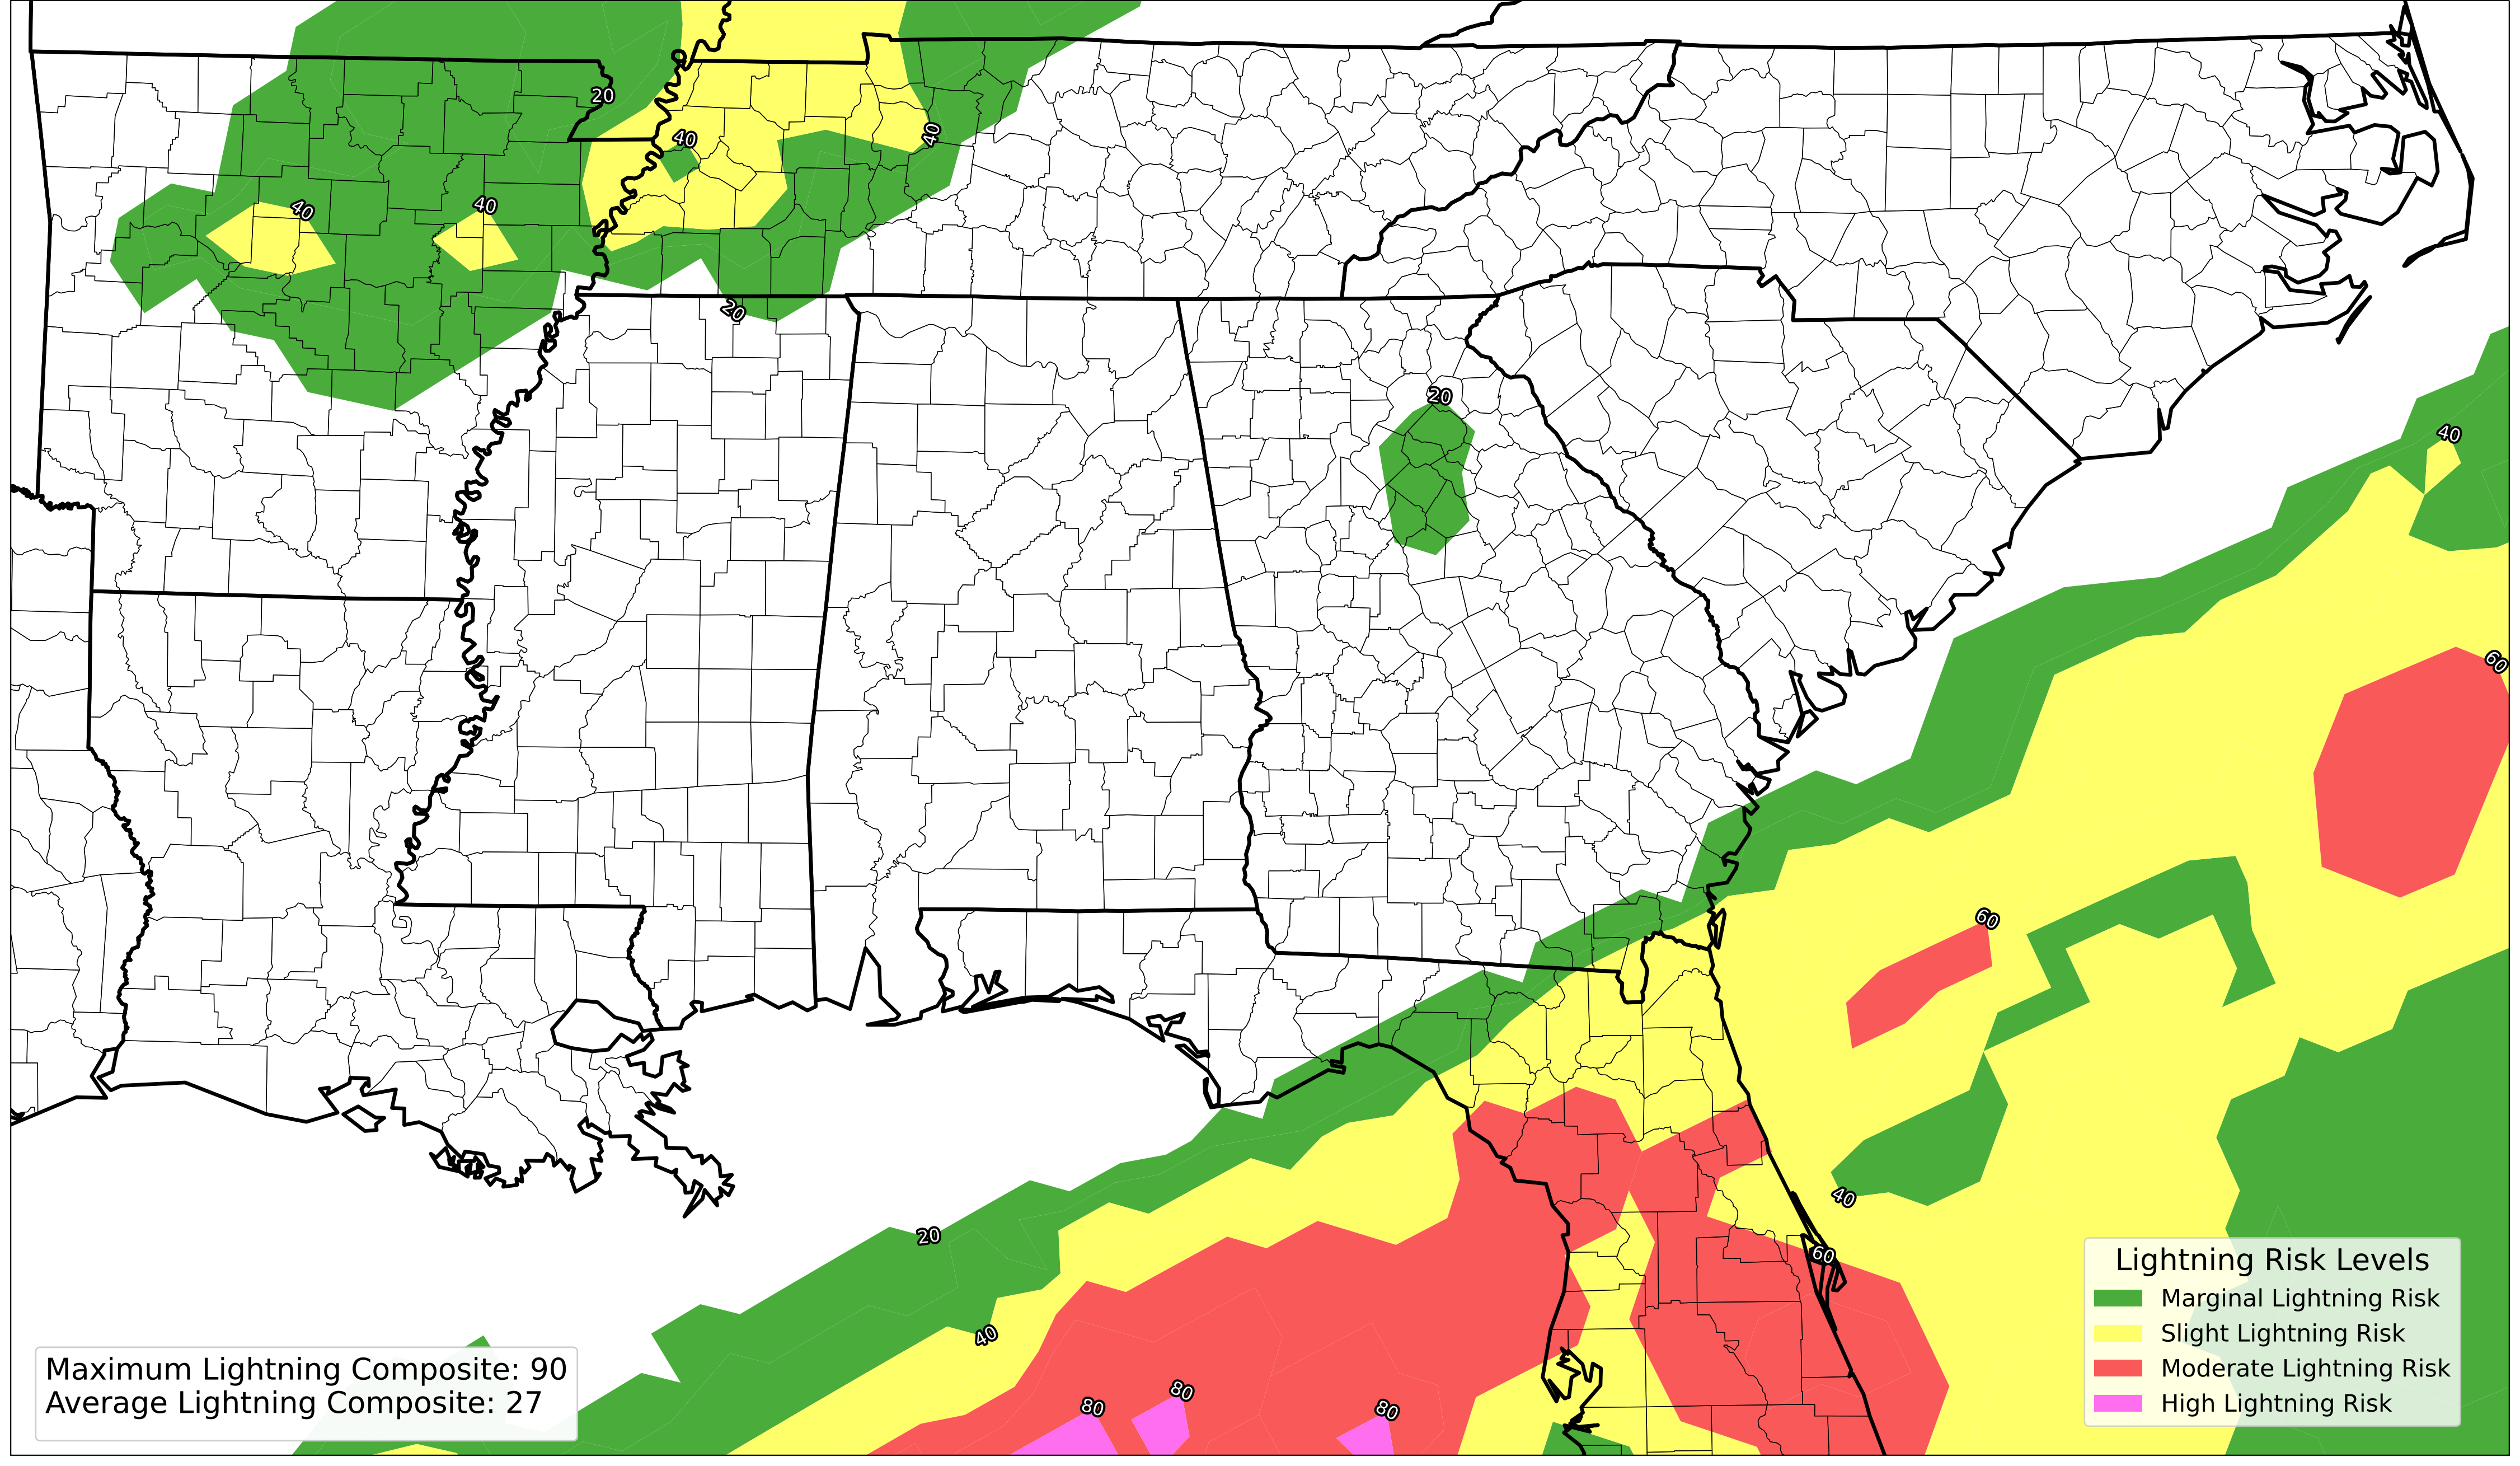 20
40
40
40
40
20
20
40
60
60
20
40
60
40
80
80
80
Maximum Lightning Composite: 90
Average Lightning Composite: 27
Lightning Risk Levels
Marginal Lightning Risk
Slight Lightning Risk
Moderate Lightning Risk
High Lightning Risk